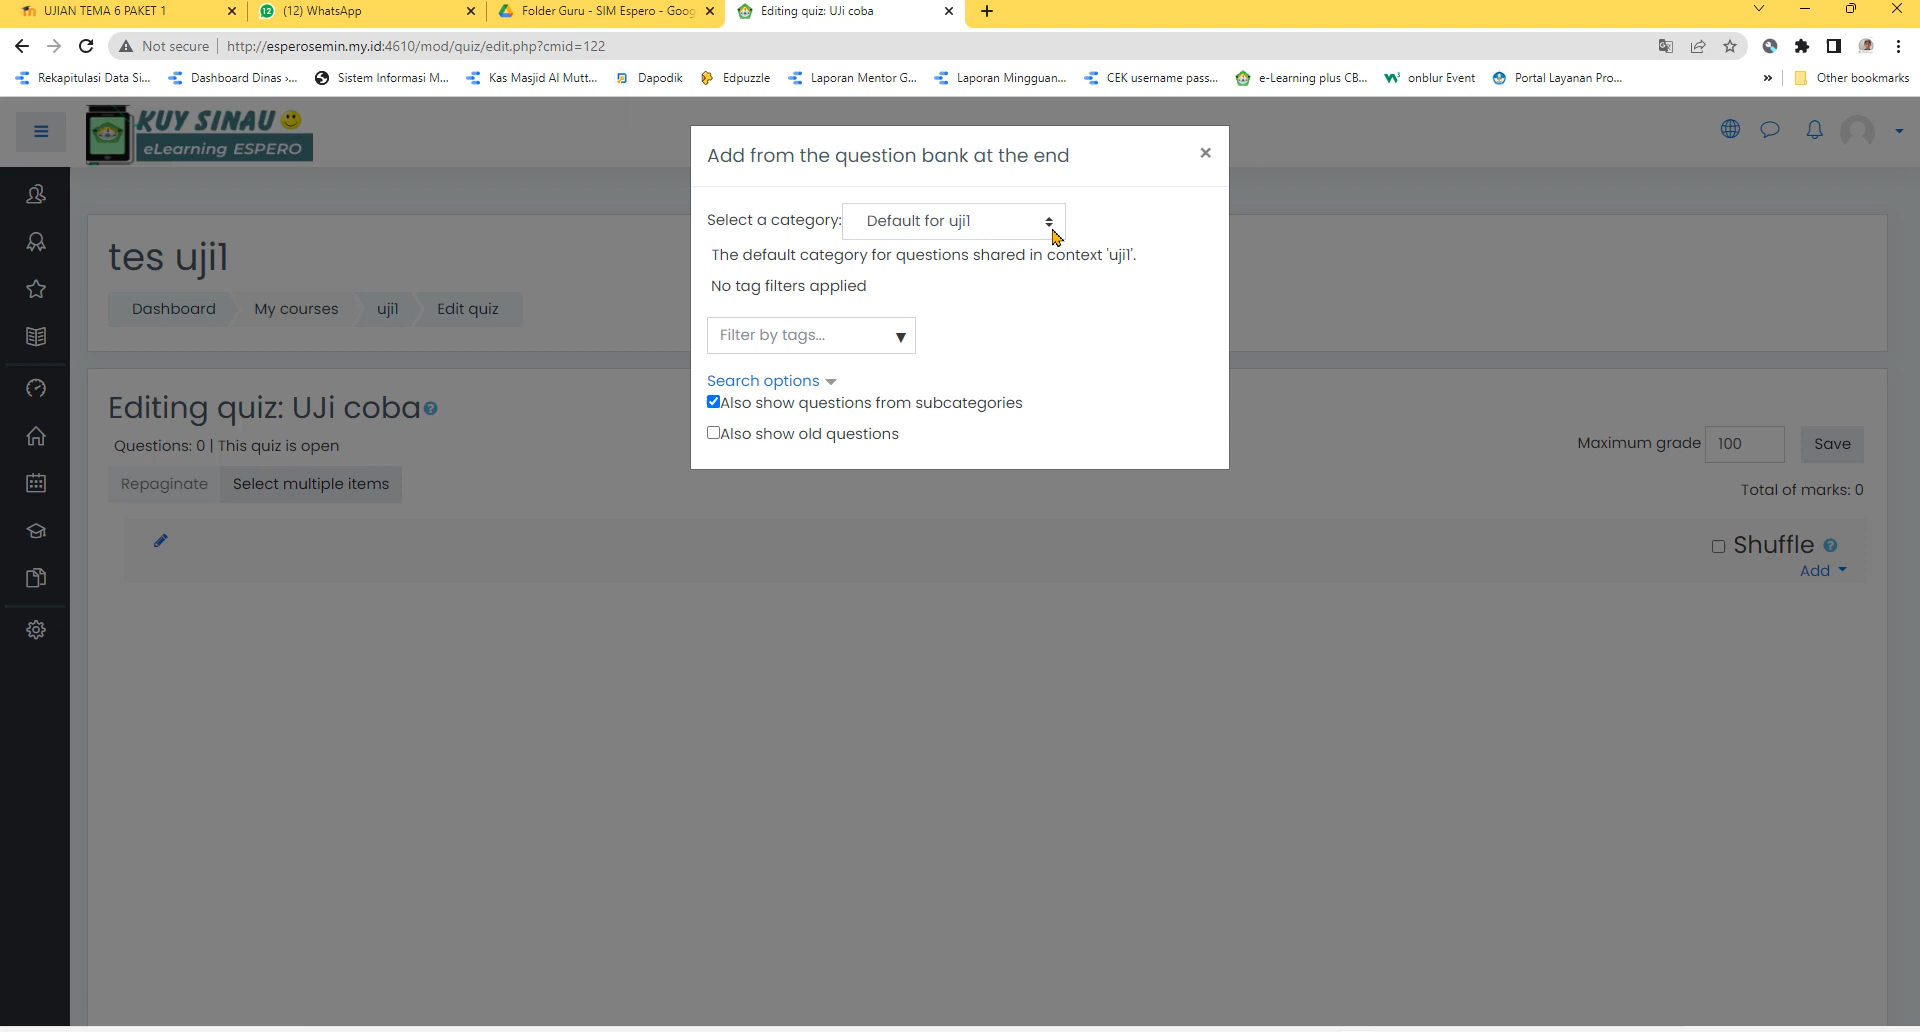 UJIAN TEMA 6 PAKET 1
12 (12) WhatsApp
Folder Guru - SIM Espero - Goog
Editing quiz: UJi coba
Not secure
http://esperosemin.my.id:4610/mod/quiz/edit.php?cmid=122
Rekapitulasi Data Si...
Dashboard Dinas ›...
Sistem Informasi M...
Kas Masjid Al Mutt...
Dapodik
Edpuzzle
Laporan Mentor G...
Laporan Mingguan...
CEK username pass...
e-Learning plus CB...
onblur Event
Portal Layanan Pro...
»
Other bookmarks
KUY SINAU
eLearning ESPERO
Add from the question bank at the end
×
Select a category:
Default for uji1
The default category for questions shared in context 'uji1'.
No tag filters applied
Filter by tags...
▼
Search options
Also show questions from subcategories
Also show old questions
tes uji1
Dashboard
My courses
uji1
Edit quiz
Editing quiz: UJi coba
Questions: 0 | This quiz is open
Maximum grade
100
Save
Repaginate
Select multiple items
Total of marks: 0
Shuffle
Add